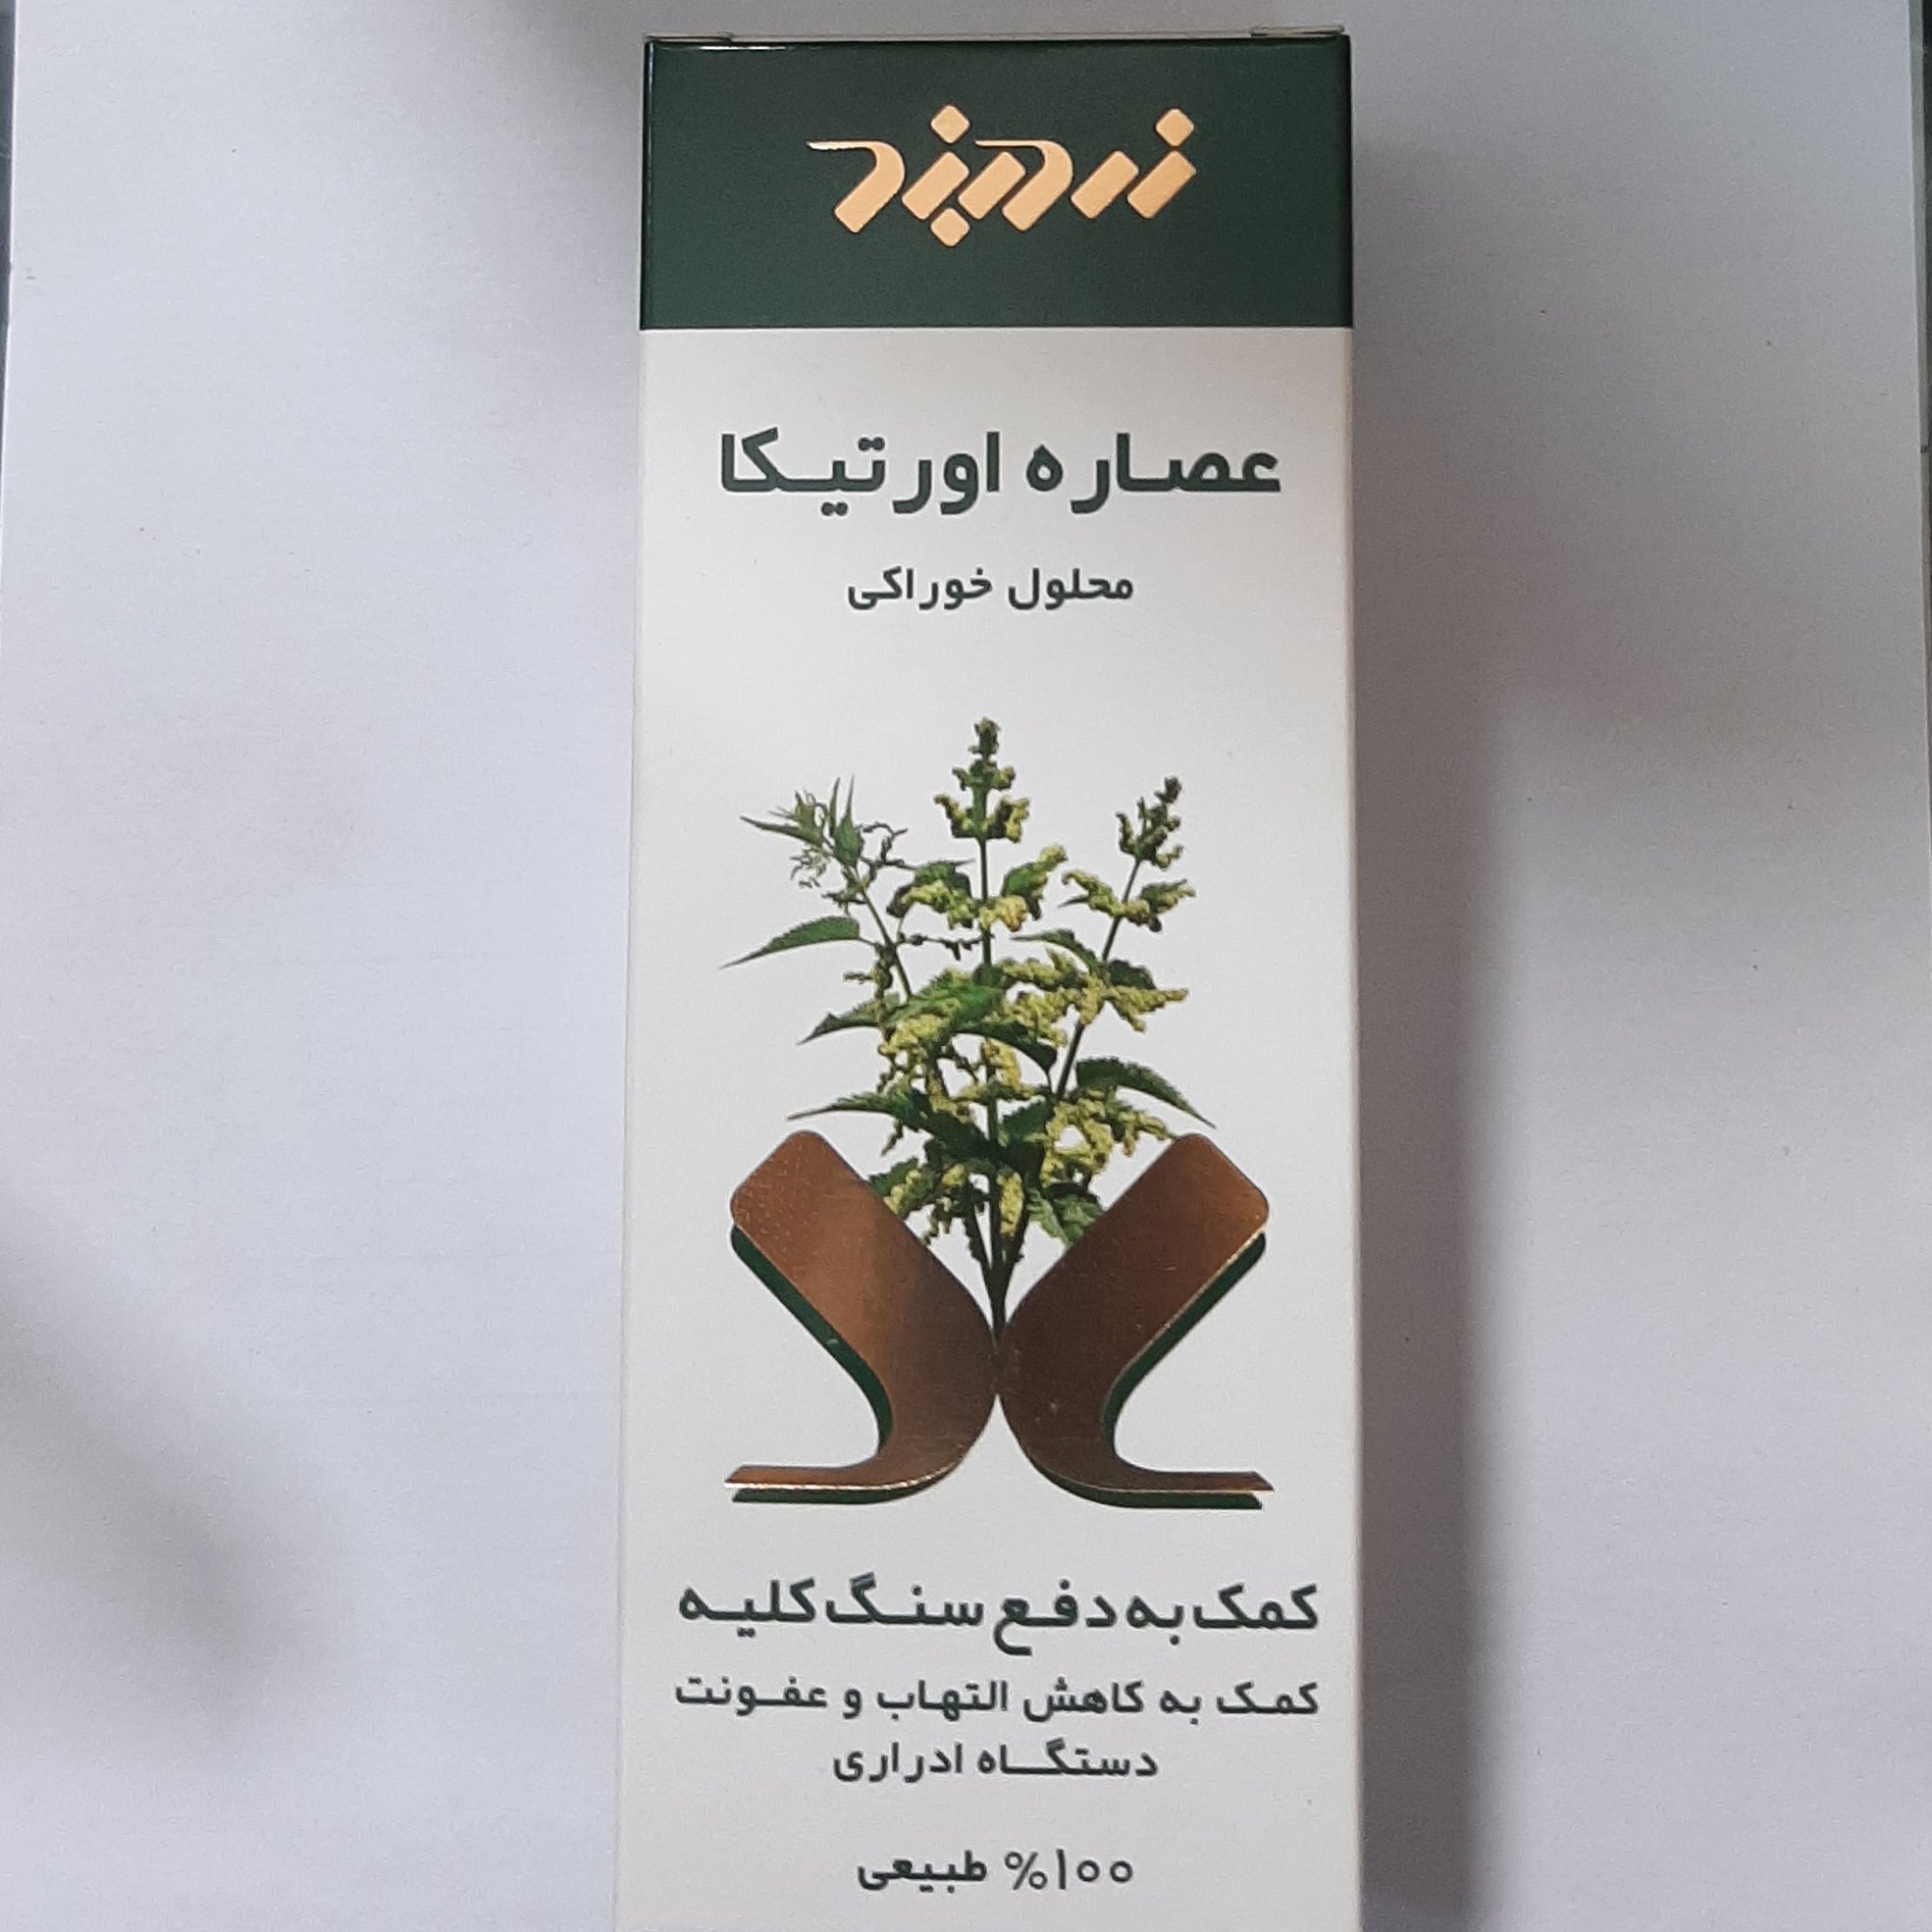 زردبند
عصاره اورتیکا
محلول خوراکی
کمک به دفع سنگ کلیه
کمک به کاهش التهاب و عفونت
دستگاه ادراری
۱۰۰% طبیعی